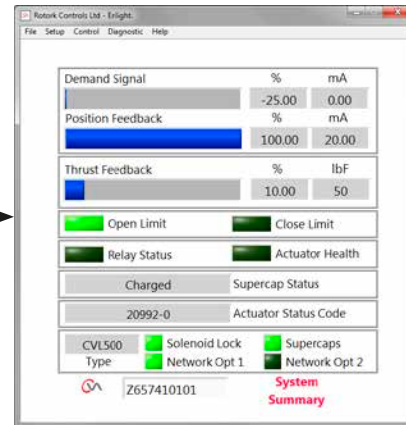 Rotork Controls Ltd - Enlight.
File Setup Control Diagnostic Help
Demand Signal % mA
-25.00 0.00
Position Feedback % mA
100.00 20.00
Thrust Feedback % lbF
10.00 50
Open Limit Close Limit
Relay Status Actuator Health
Charged Supercap Status
20992-0 Actuator Status Code
CVL500 Solenoid Lock Supercaps
Type Network Opt 1 Network Opt 2
Z657410101 System
Summary